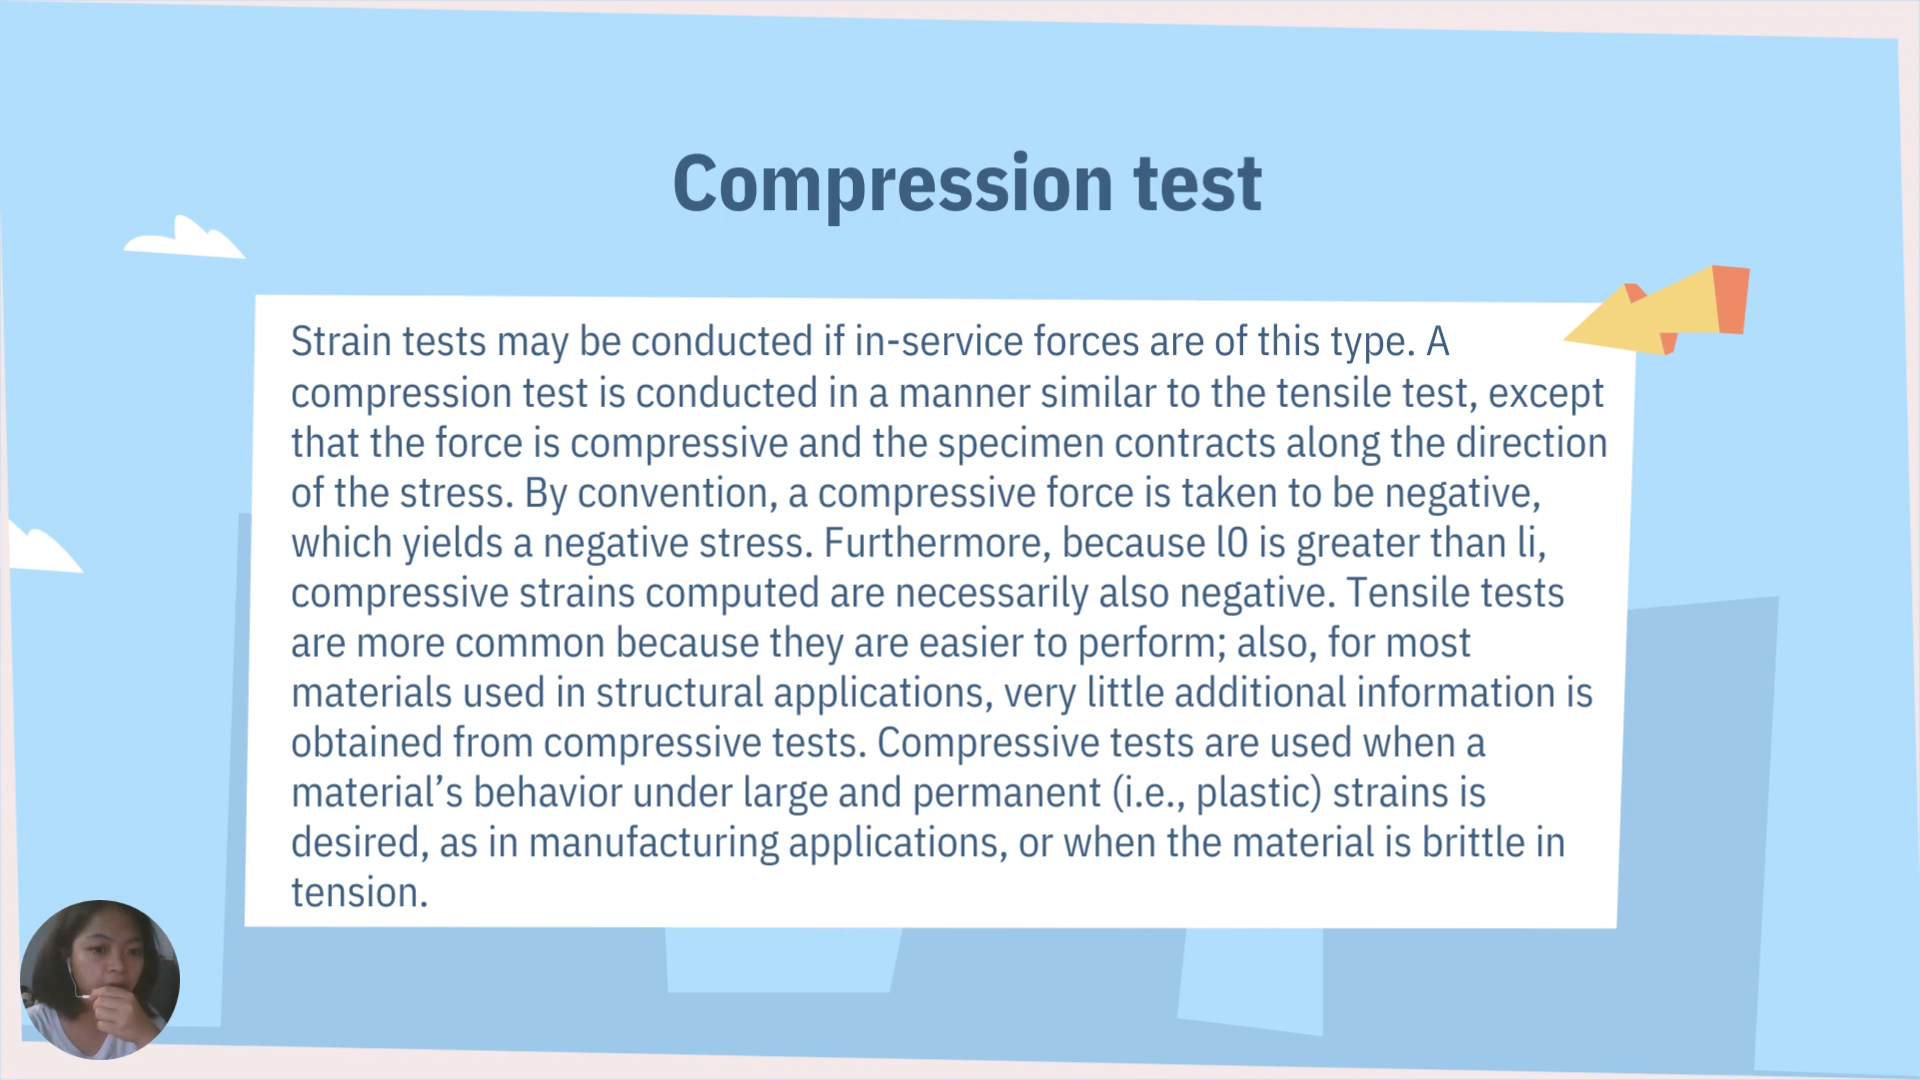 Compression test
Strain tests may be conducted if in-service forces are of this type. A
compression test is conducted in a manner similar to the tensile test, except
that the force is compressive and the specimen contracts along the direction
of the stress. By convention, a compressive force is taken to be negative,
which yields a negative stress. Furthermore, because l0 is greater than li,
compressive strains computed are necessarily also negative. Tensile tests
are more common because they are easier to perform; also, for most
materials used in structural applications, very little additional information is
obtained from compressive tests. Compressive tests are used when a
material’s behavior under large and permanent (i.e., plastic) strains is
desired, as in manufacturing applications, or when the material is brittle in
tension.